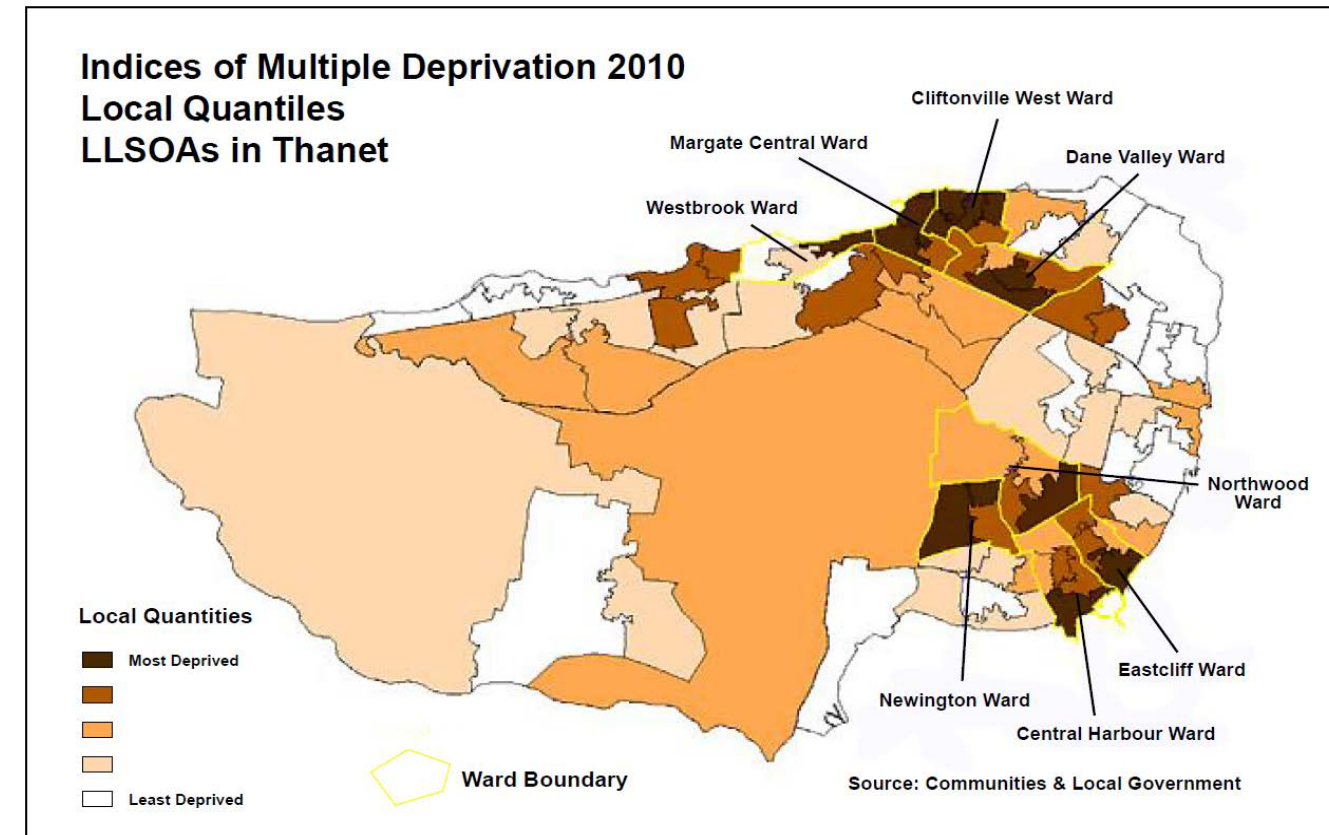 Indices of Multiple Deprivation 2010
Local Quantiles
LLSOAs in Thanet
Cliftonville West Ward
Margate Central Ward
Dane Valley Ward
Westbrook Ward
Northwood
Ward
Local Quantities
Most Deprived
Least Deprived
Eastcliff Ward
Newington Ward
Central Harbour Ward
Ward Boundary
Source: Communities & Local Government